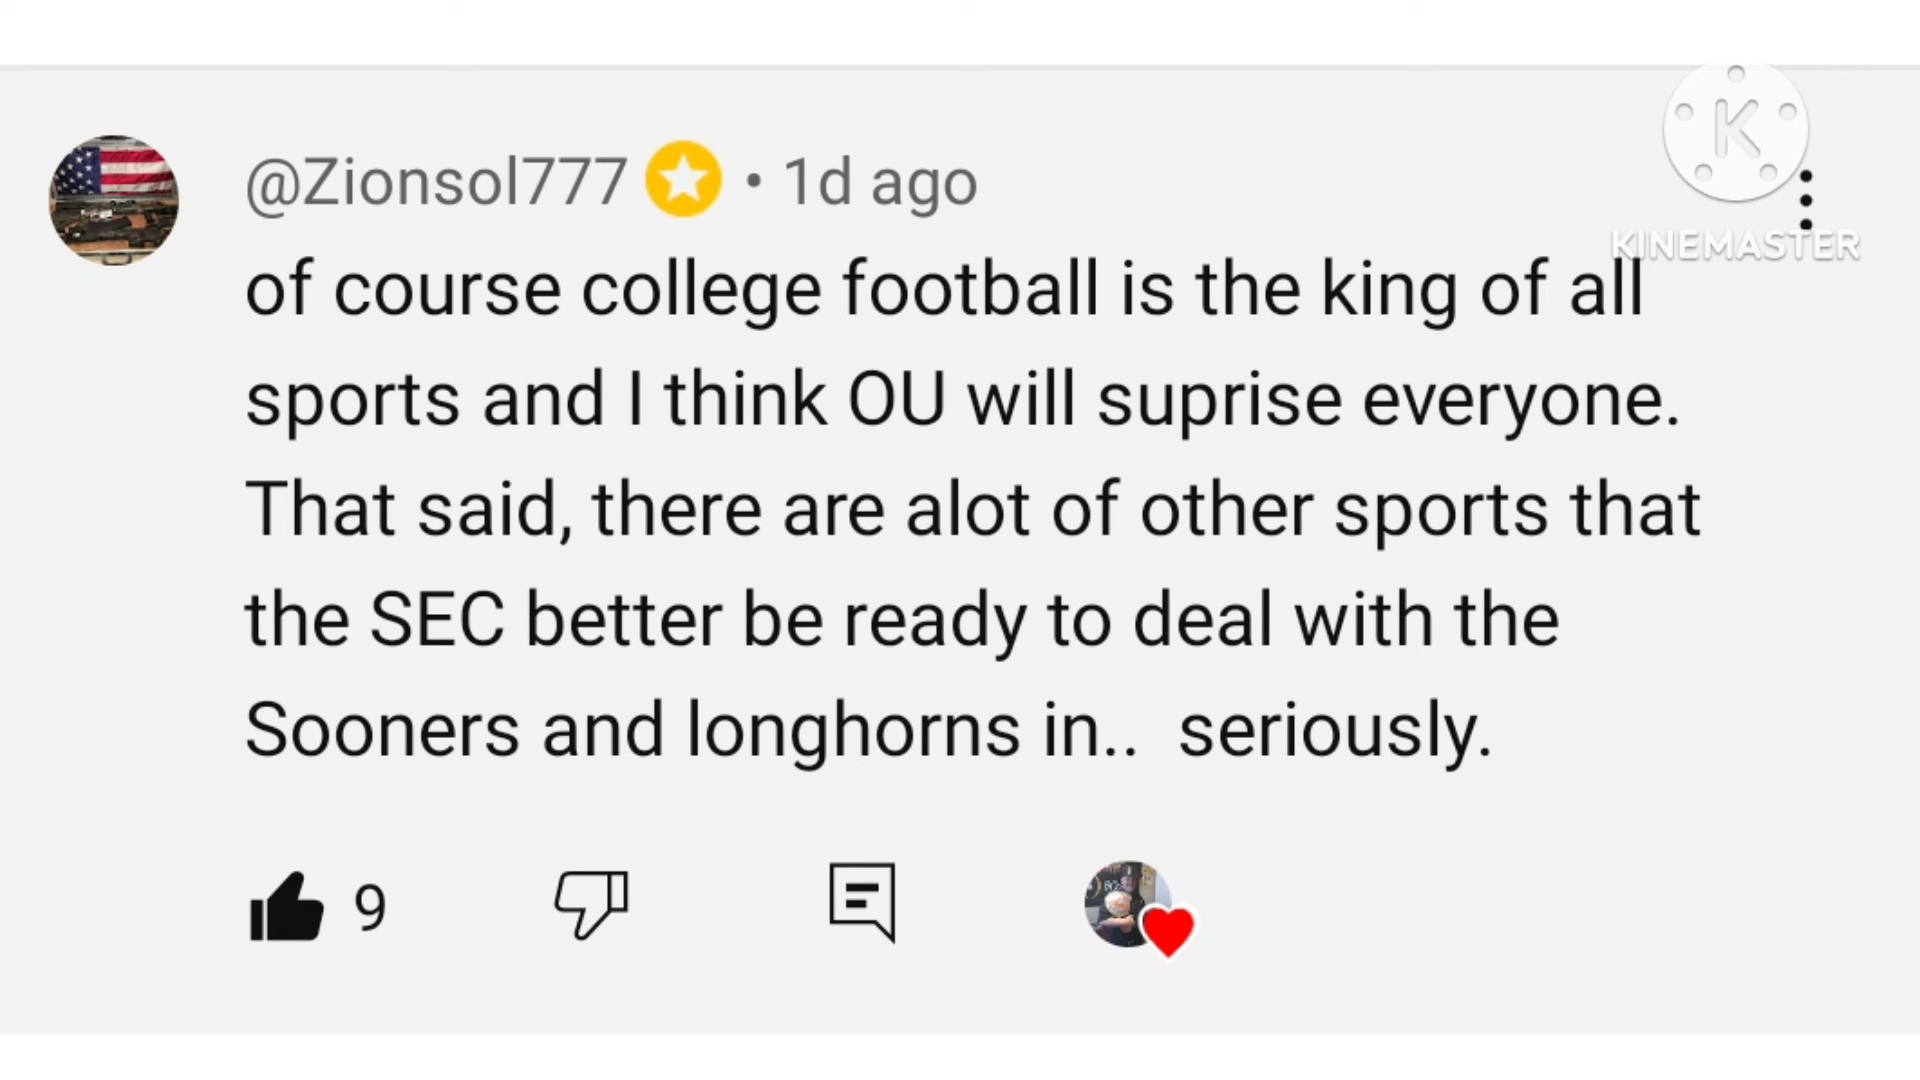 @Zionsol777 • 1d ago
K
KINEMASTER
of course college football is the king of all
sports and I think OU will suprise everyone.
That said, there are alot of other sports that
the SEC better be ready to deal with the
Sooners and longhorns in..  seriously.
9